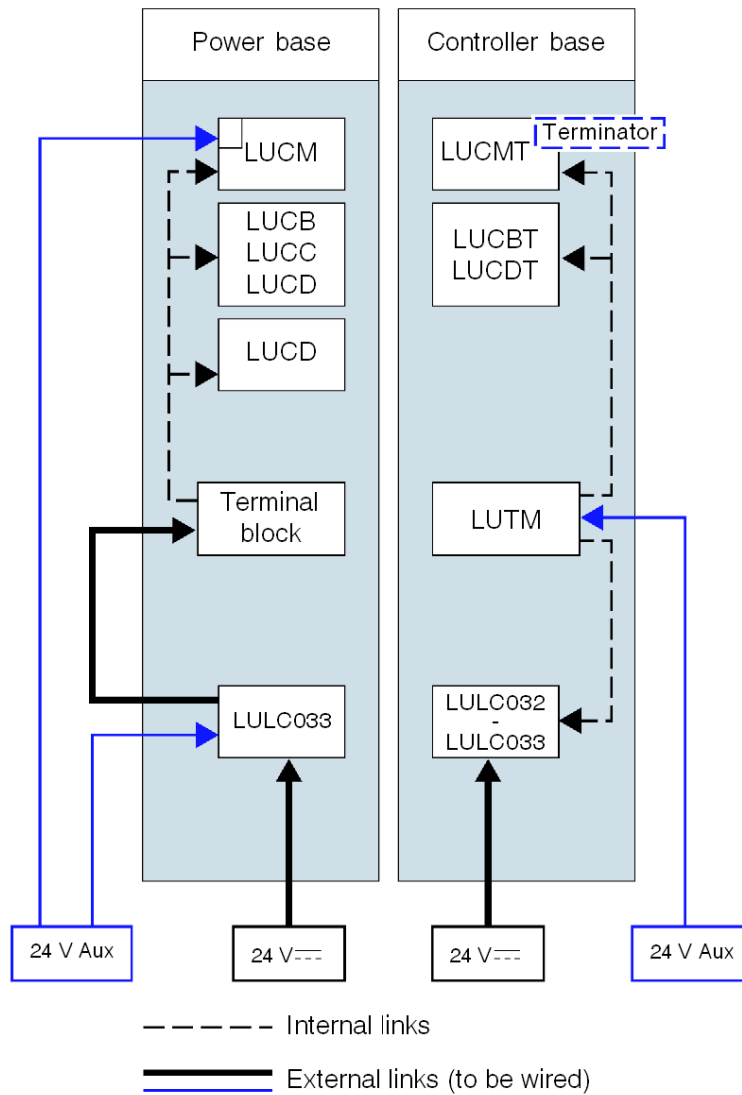 Power base
Controller base
LUCM
LUCMT
Terminator
LUCB
LUCC
LUCD
LUCBT
LUCDT
LUCD
Terminal
block
LUTM
LULC033
LULC032
-
LULC033
24 V Aux
24 V
24 V
24 V Aux
Internal links
External links (to be wired)